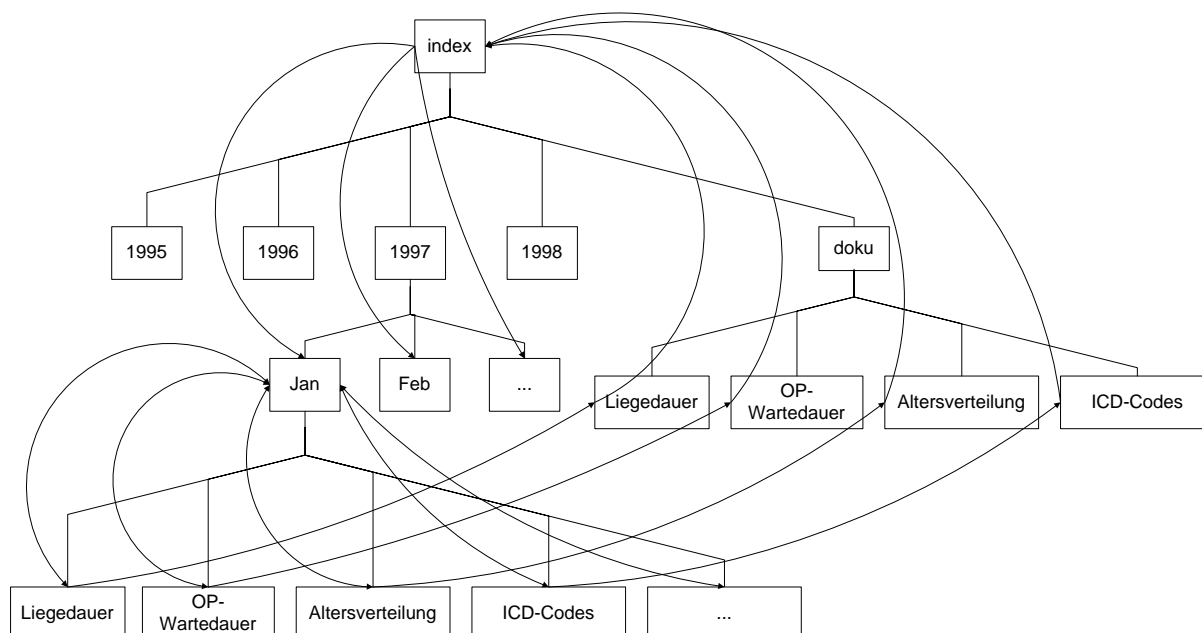 index
1995
1996
1997
1998
doku
Jan
Feb
...
Liegedauer
OP-
Wartedauer
Altersverteilung
ICD-Codes
Liegedauer
OP-
Wartedauer
Altersverteilung
ICD-Codes
...